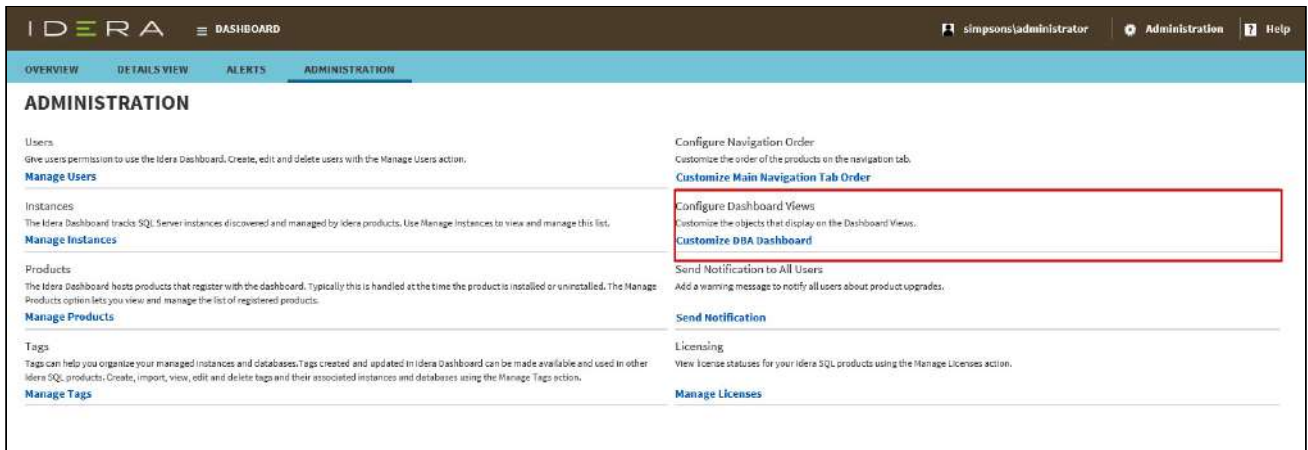 IDERA ≡ DASHBOARD simpsons\administrator Administration ? Help
OVERVIEW DETAILS VIEW ALERTS ADMINISTRATION
ADMINISTRATION
Users
Give users permission to use the Idera Dashboard. Create, edit and delete users with the Manage Users action.
Manage Users
Instances
The Idera Dashboard tracks SQL Server instances discovered and managed by Idera products. Use Manage Instances to view and manage this list.
Manage Instances
Products
The Idera Dashboard hosts products that register with the dashboard. Typically this is handled at the time the product is installed or uninstalled. The Manage
Products option lets you view and manage the list of registered products.
Manage Products
Tags
Tags can help you organize your managed instances and databases.Tags created and updated in Idera Dashboard can be made available and used in other
Idera SQL products. Create, import, view, edit and delete tags and their associated instances and databases using the Manage Tags action.
Manage Tags
Configure Navigation Order
Customize the order of the products on the navigation tab.
Customize Main Navigation Tab Order
Configure Dashboard Views
Customize the objects that display on the Dashboard Views.
Customize DBA Dashboard
Send Notification to All Users
Add a warning message to notify all users about product upgrades.
Send Notification
Licensing
View license statuses for your Idera SQL products using the Manage Licenses action.
Manage Licenses